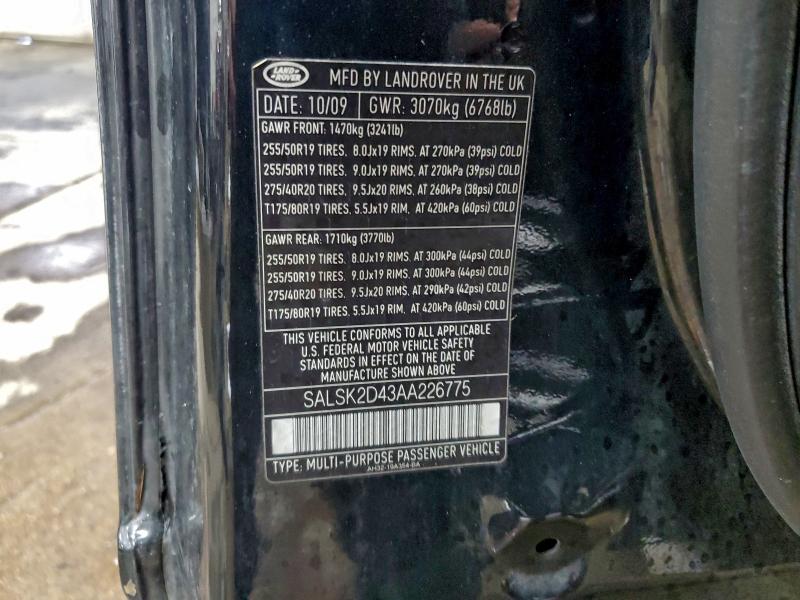 LAND ROVER
MFD BY LANDROVER IN THE UK
DATE: 10/09 GWR: 3070kg (6768lb)
GAWR FRONT: 1470kg (3241lb)
255/50R19 TIRES. 8.0Jx19 RIMS. AT 270kPa (39psi) COLD
255/50R19 TIRES. 9.0Jx19 RIMS. AT 270kPa (39psi) COLD
275/40R20 TIRES. 9.5Jx20 RIMS. AT 260kPa (38psi) COLD
T175/80R19 TIRES. 5.5Jx19 RIM. AT 420kPa (60psi) COLD
GAWR REAR: 1710kg (3770lb)
255/50R19 TIRES. 8.0Jx19 RIMS. AT 300kPa (44psi) COLD
255/50R19 TIRES. 9.0Jx19 RIMS. AT 300kPa (44psi) COLD
275/40R20 TIRES. 9.5Jx20 RIMS. AT 290kPa (42psi) COLD
T175/80R19 TIRES. 5.5Jx19 RIM. AT 420kPa (60psi) COLD
THIS VEHICLE CONFORMS TO ALL APPLICABLE
U.S. FEDERAL MOTOR VEHICLE SAFETY
STANDARDS IN EFFECT ON THE DATE OF
MANUFACTURE SHOWN ABOVE
SALSK2D43AA226775
TYPE: MULTI-PURPOSE PASSENGER VEHICLE
AH32-19A354-BA